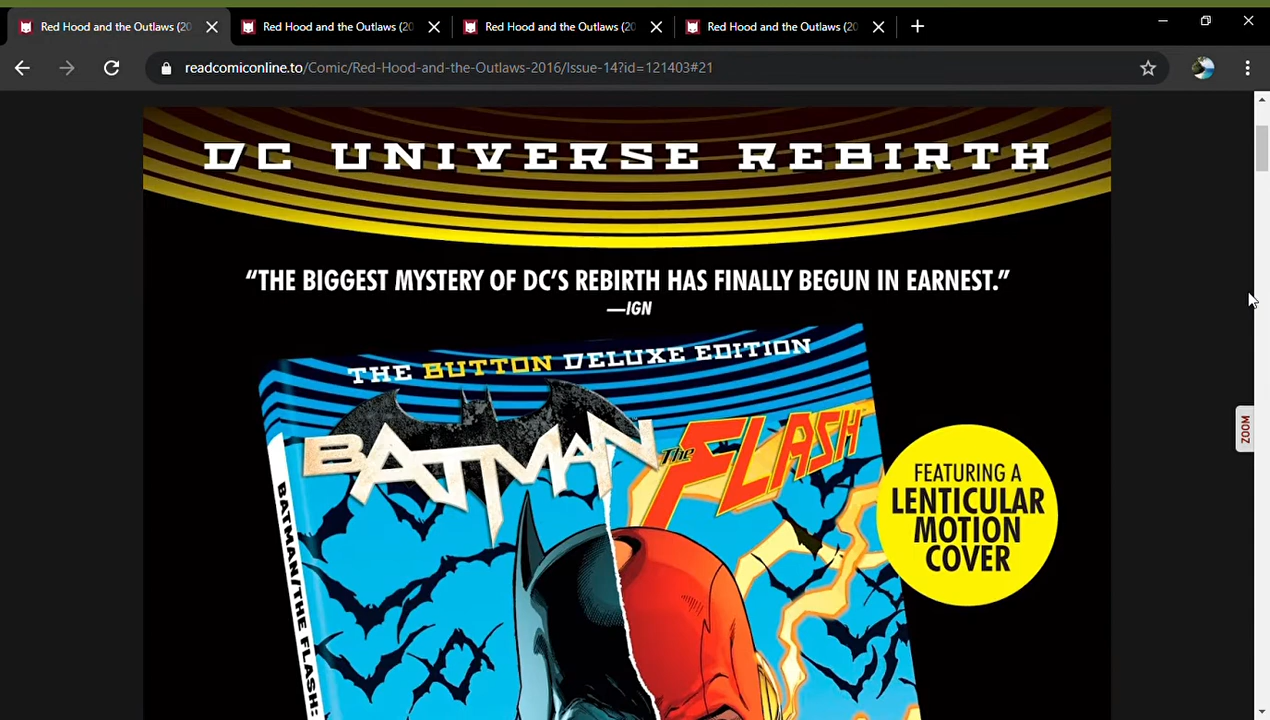 Red Hood and the Outlaws (20
Red Hood and the Outlaws (20
Red Hood and the Outlaws (20
Red Hood and the Outlaws (20
readcomiconline.to/Comic/Red-Hood-and-the-Outlaws-2016/Issue-14?id=121403#21
DC UNIVERSE REBIRTH
“THE BIGGEST MYSTERY OF DC’S REBIRTH HAS FINALLY BEGUN IN EARNEST.”
—IGN
THE BUTTON DELUXE EDITION
BATMAN
The FLASH
BATMAN/THE FLASH:
FEATURING A
LENTICULAR
MOTION
COVER
ZOOM